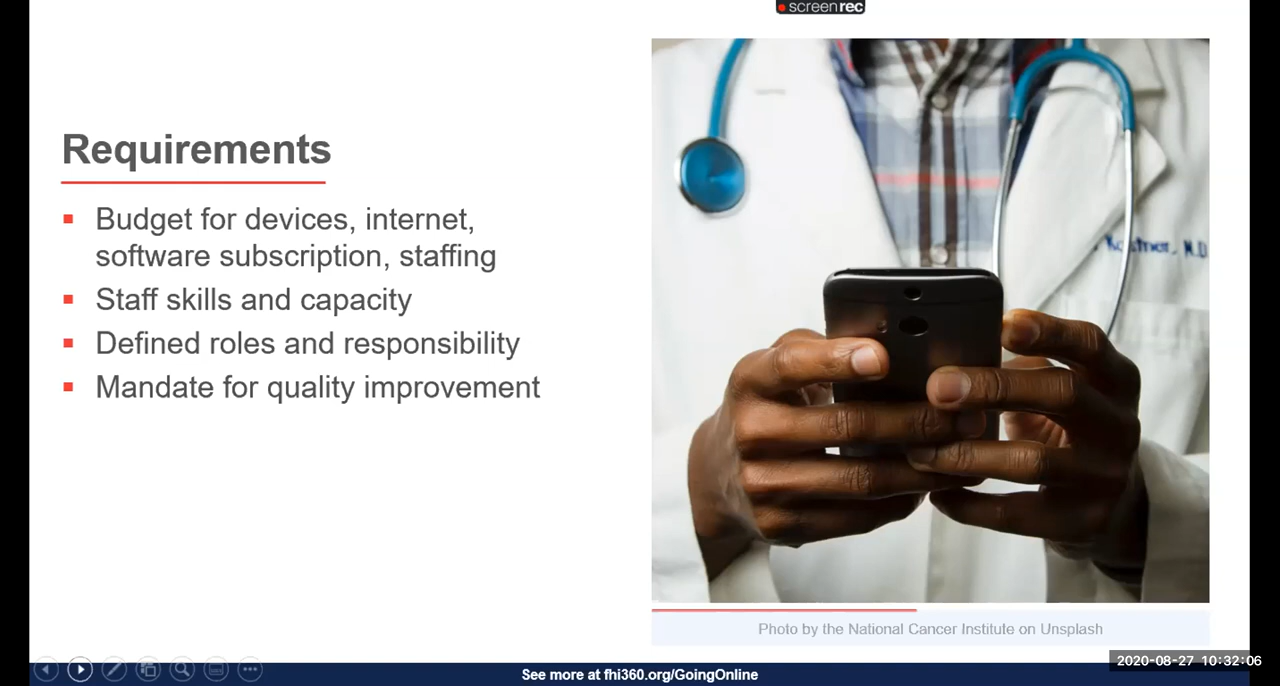 screenrec
Requirements
Budget for devices, internet,
software subscription, staffing
Staff skills and capacity
Defined roles and responsibility
Mandate for quality improvement
M.D
Photo by the National Cancer Institute on Unsplash
2020-08-27 10:32:06
See more at fhi360.org/GoingOnline